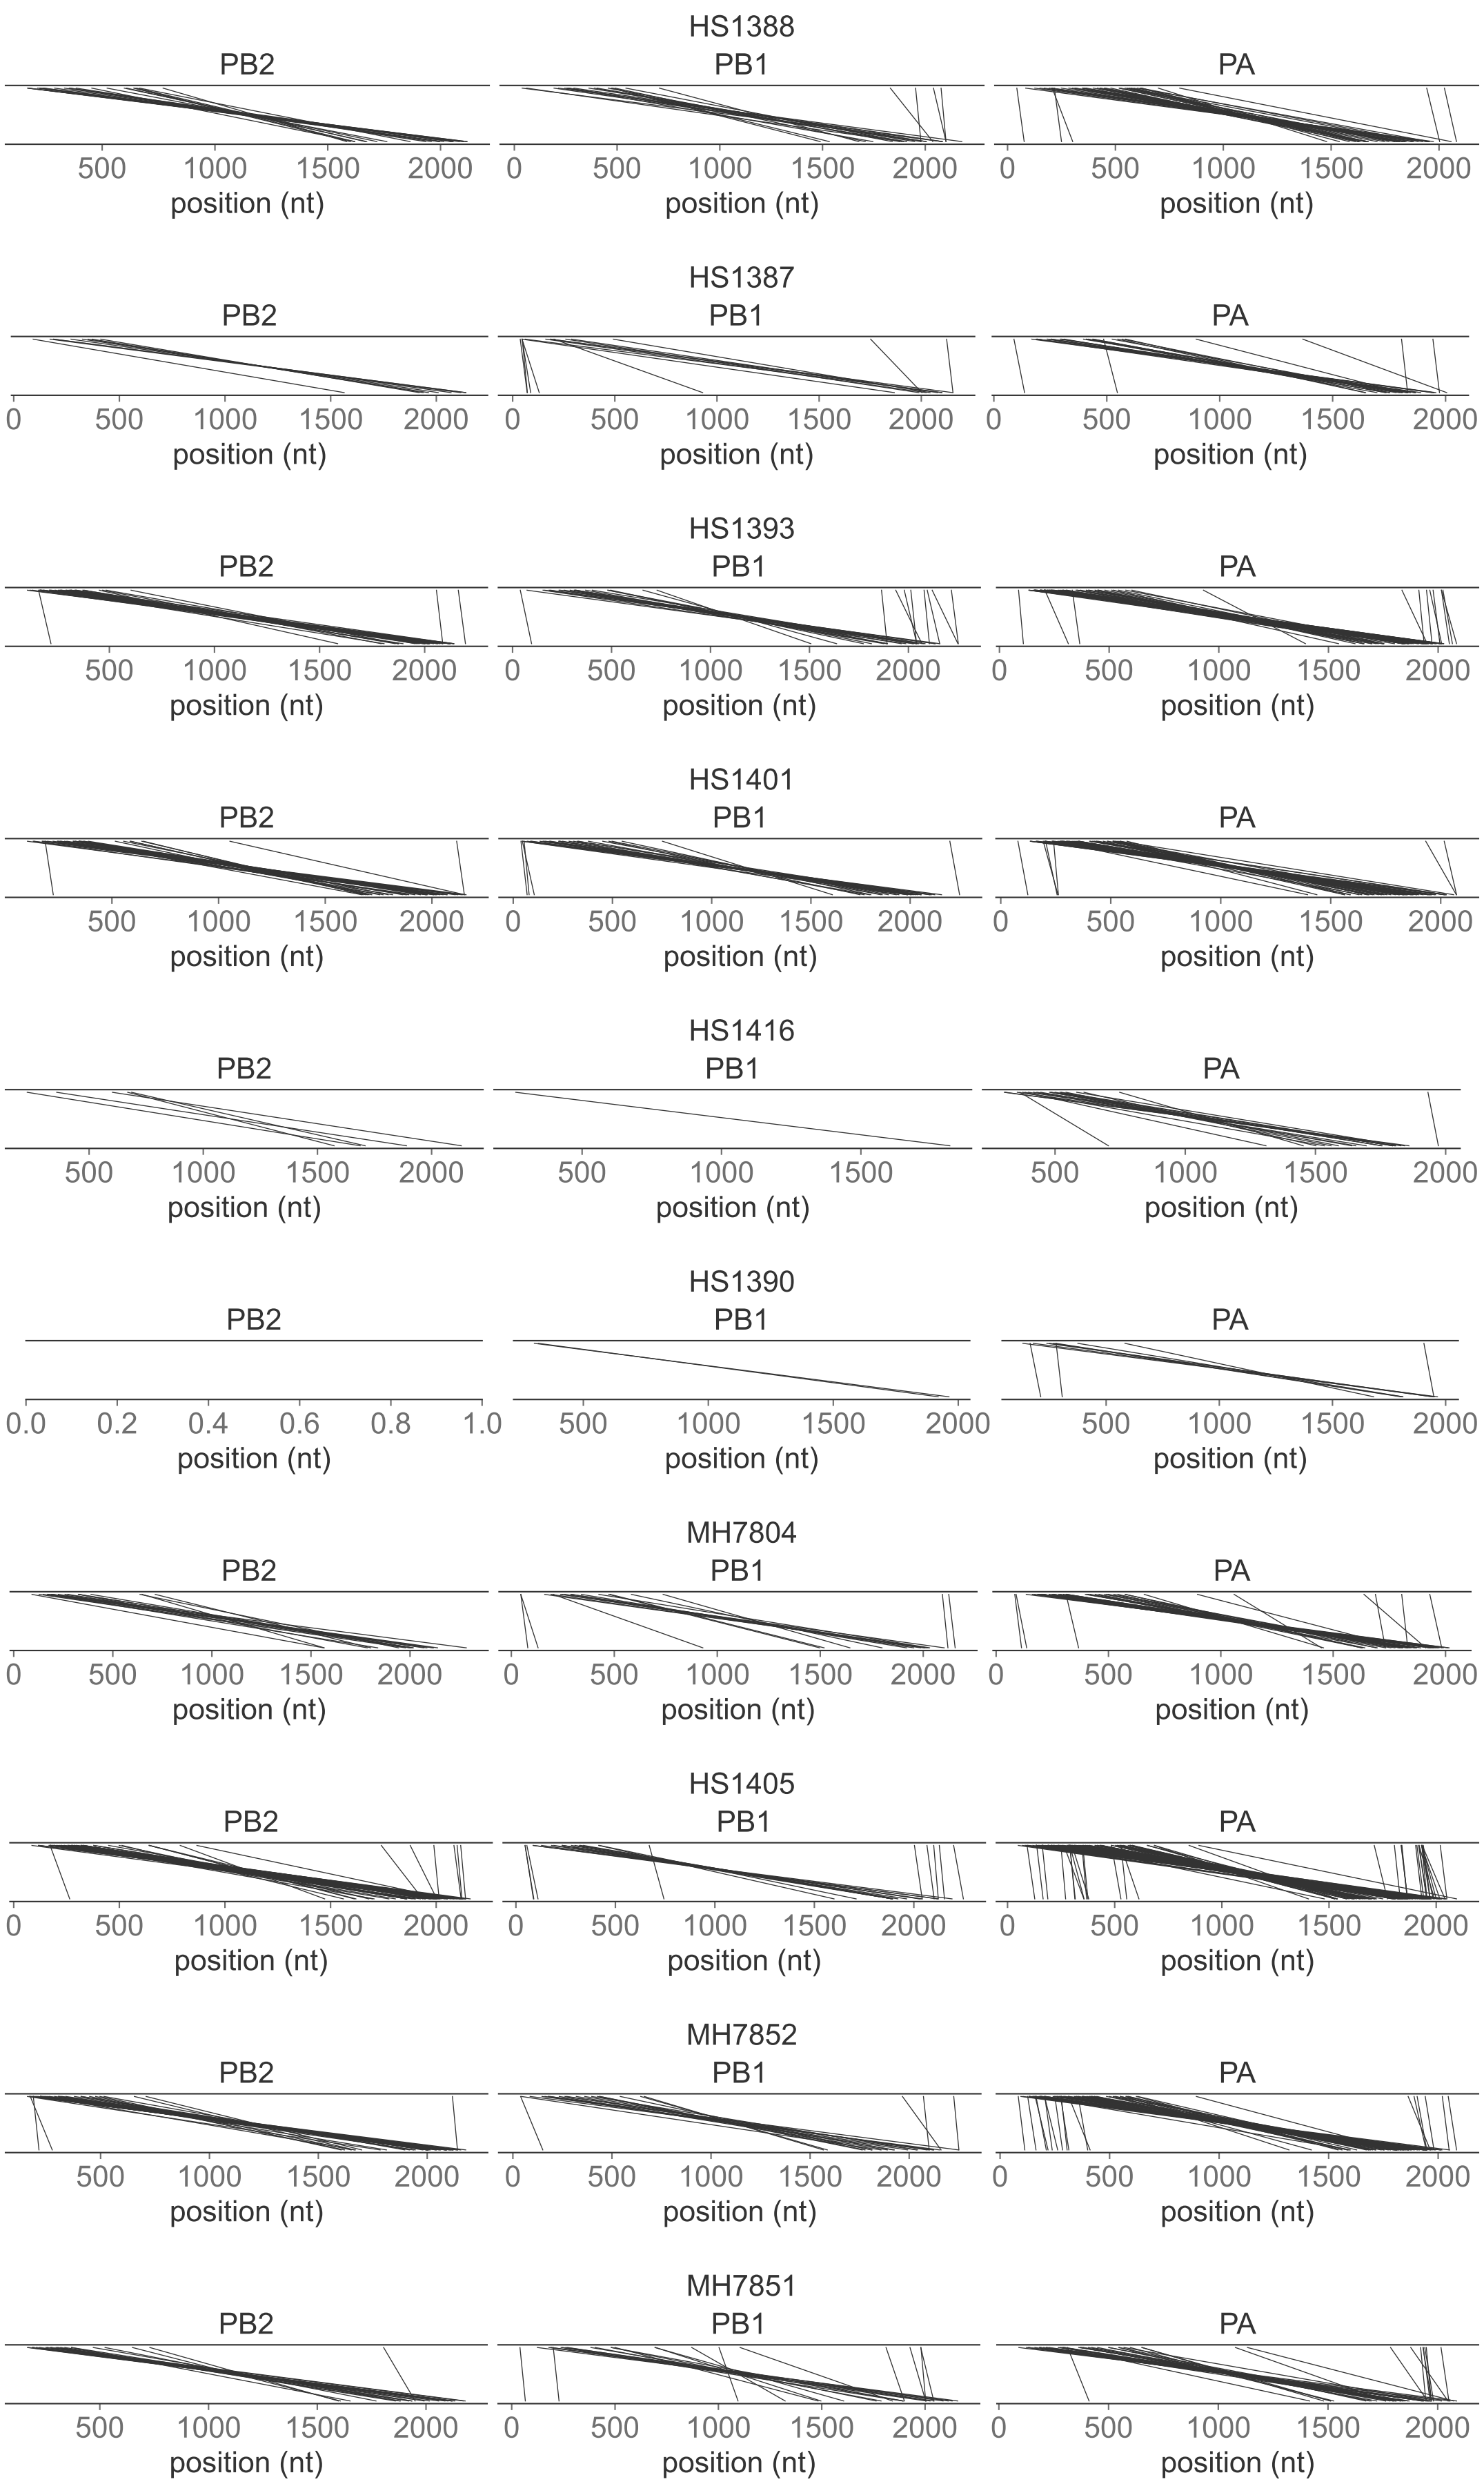 HS1388
PB2 PB1 PA
500 1000 1500 2000 0 500 1000 1500 2000 0 500 1000 1500 2000
position (nt) position (nt) position (nt)
HS1387
PB2 PB1 PA
0 500 1000 1500 2000 0 500 1000 1500 2000 0 500 1000 1500 2000
position (nt) position (nt) position (nt)
HS1393
PB2 PB1 PA
500 1000 1500 2000 0 500 1000 1500 2000 0 500 1000 1500 2000
position (nt) position (nt) position (nt)
HS1401
PB2 PB1 PA
500 1000 1500 2000 0 500 1000 1500 2000 0 500 1000 1500 2000
position (nt) position (nt) position (nt)
HS1416
PB2 PB1 PA
500 1000 1500 2000 500 1000 1500 500 1000 1500 2000
position (nt) position (nt) position (nt)
HS1390
PB2 PB1 PA
0.0 0.2 0.4 0.6 0.8 1.0 500 1000 1500 2000 500 1000 1500 2000
position (nt) position (nt) position (nt)
MH7804
PB2 PB1 PA
0 500 1000 1500 2000 0 500 1000 1500 2000 0 500 1000 1500 2000
position (nt) position (nt) position (nt)
HS1405
PB2 PB1 PA
0 500 1000 1500 2000 0 500 1000 1500 2000 0 500 1000 1500 2000
position (nt) position (nt) position (nt)
MH7852
PB2 PB1 PA
500 1000 1500 2000 0 500 1000 1500 2000 0 500 1000 1500 2000
position (nt) position (nt) position (nt)
MH7851
PB2 PB1 PA
500 1000 1500 2000 0 500 1000 1500 2000 0 500 1000 1500 2000
position (nt) position (nt) position (nt)